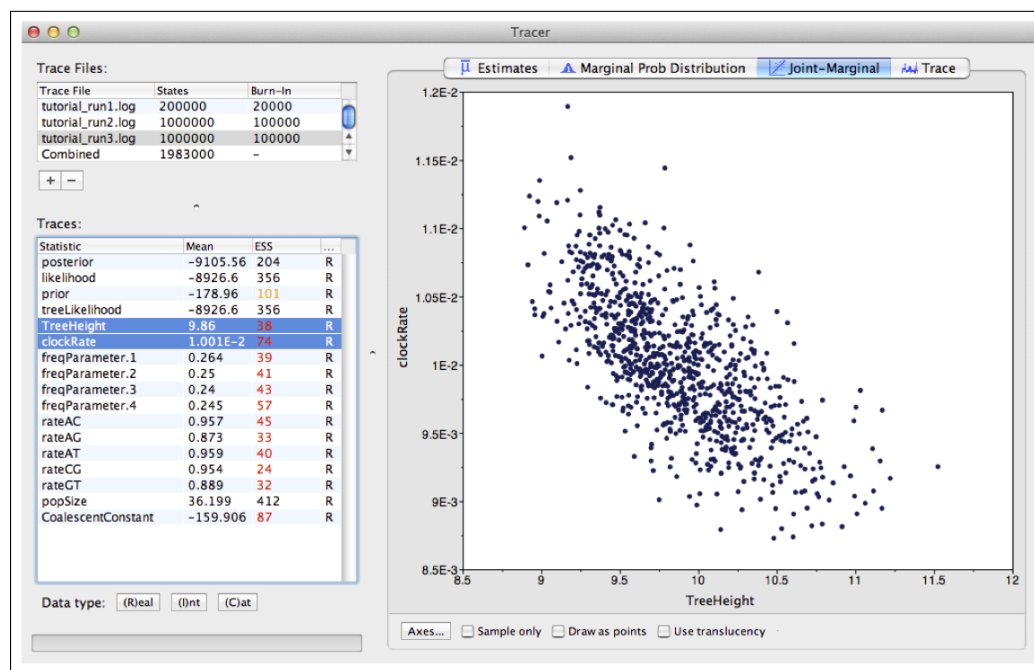 Tracer
Trace Files:
Trace File States Burn-In
tutorial_run1.log 200000 20000
tutorial_run2.log 1000000 100000
tutorial_run3.log 1000000 100000
Combined 1983000 -
+ −
Traces:
Statistic Mean ESS ...
posterior -9105.56 204 R
likelihood -8926.6 356 R
prior -178.96 101 R
treeLikelihood -8926.6 356 R
TreeHeight 9.86 38 R
clockRate 1.001E-2 74 R
freqParameter.1 0.264 39 R
freqParameter.2 0.25 41 R
freqParameter.3 0.24 43 R
freqParameter.4 0.245 57 R
rateAC 0.957 45 R
rateAG 0.873 33 R
rateAT 0.959 40 R
rateCG 0.954 24 R
rateGT 0.889 32 R
popSize 36.199 412 R
CoalescentConstant -159.906 87 R
Data type: (R)eal (I)nt (C)at
μ Estimates Marginal Prob Distribution Joint-Marginal Trace
1.2E-2
1.15E-2
1.1E-2
1.05E-2
1E-2
9.5E-3
9E-3
8.5E-3
clockRate
8.5 9 9.5 10 10.5 11 11.5 12
TreeHeight
Axes... Sample only Draw as points Use translucency